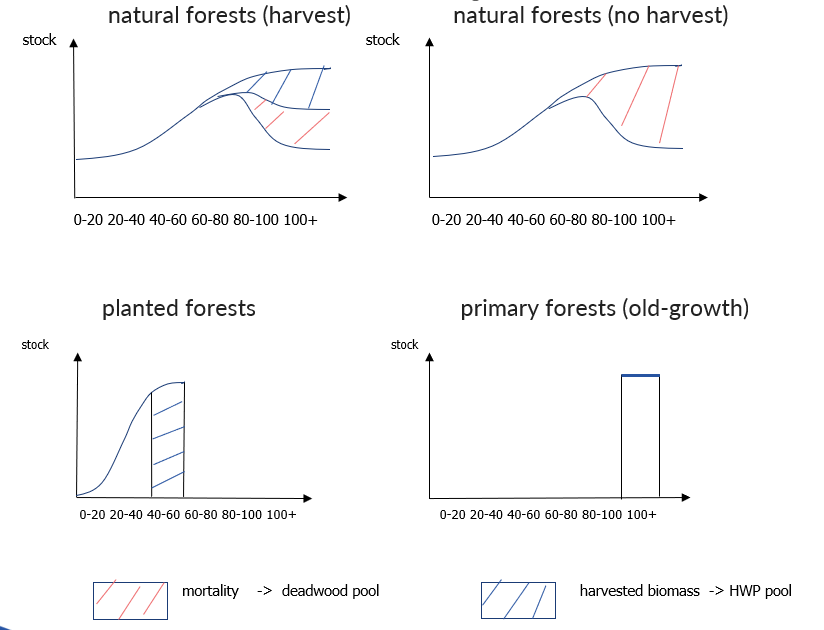 natural forests (harvest)
natural forests (no harvest)
stock
stock
0-20 20-40 40-60 60-80 80-100 100+
0-20 20-40 40-60 60-80 80-100 100+
planted forests
primary forests (old-growth)
stock
stock
0-20 20-40 40-60 60-80 80-100 100+
0-20 20-40 40-60 60-80 80-100 100+
mortality -> deadwood pool
harvested biomass -> HWP pool